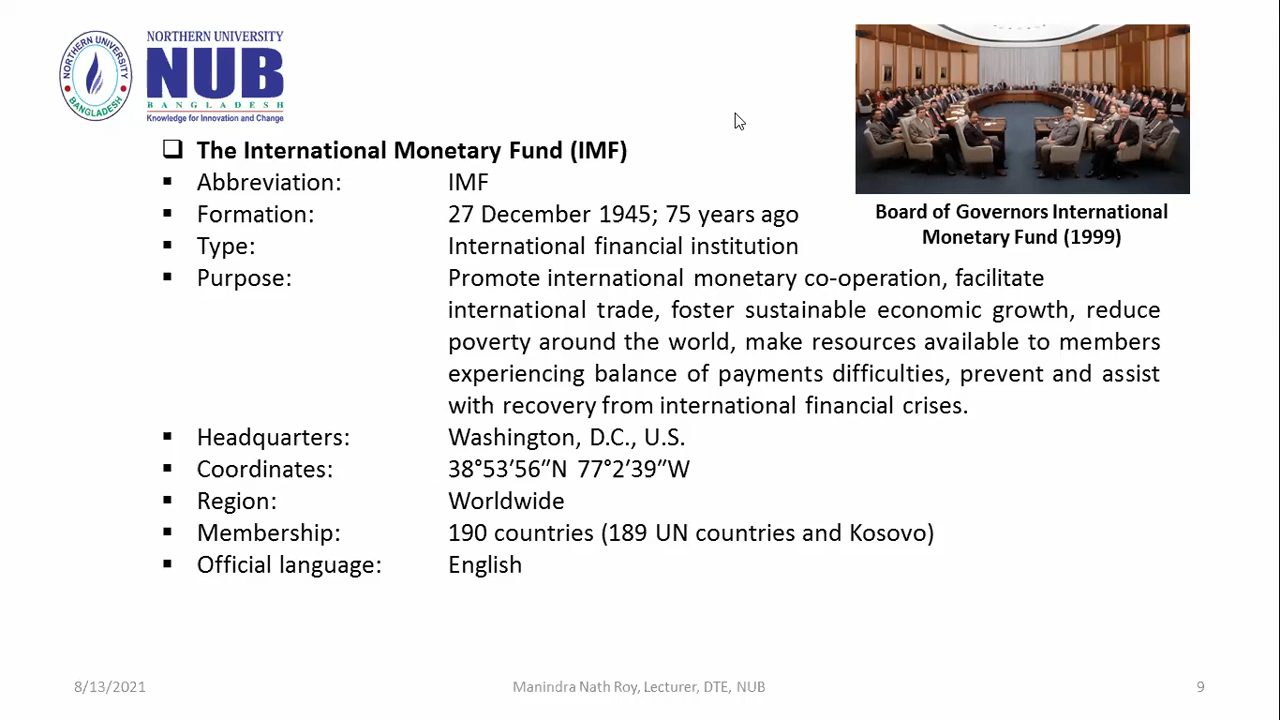 NORTHERN UNIVERSITY
BANGLADESH
NORTHERN UNIVERSITY
NUB
BANGLADESH
Knowledge for Innovation and Change
❑ The International Monetary Fund (IMF)
▪ Abbreviation: IMF
▪ Formation: 27 December 1945; 75 years ago
▪ Type: International financial institution
Board of Governors International
Monetary Fund (1999)
▪ Purpose: Promote international monetary co-operation, facilitate
international trade, foster sustainable economic growth, reduce
poverty around the world, make resources available to members
experiencing balance of payments difficulties, prevent and assist
with recovery from international financial crises.
▪ Headquarters: Washington, D.C., U.S.
▪ Coordinates: 38°53′56″N 77°2′39″W
▪ Region: Worldwide
▪ Membership: 190 countries (189 UN countries and Kosovo)
▪ Official language: English
8/13/2021
Manindra Nath Roy, Lecturer, DTE, NUB
9